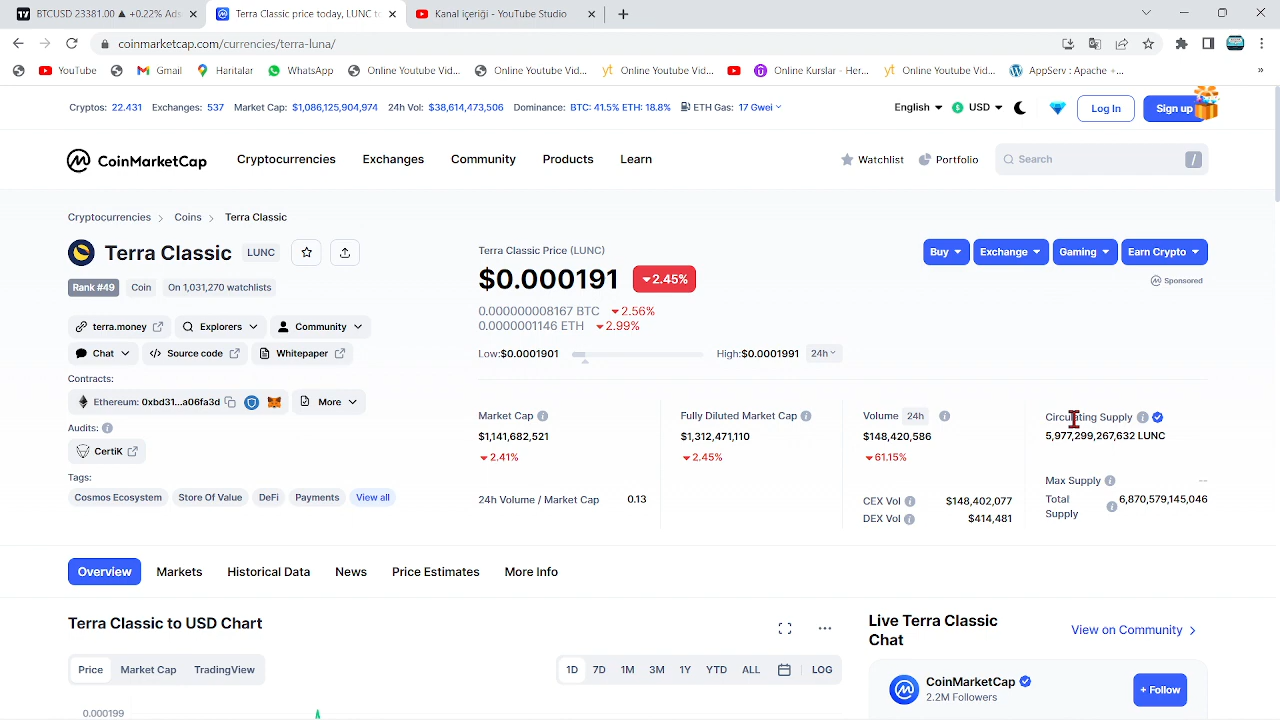 BTCUSD 23381.00 ▲ +0.22% Ads
Terra Classic price today, LUNC to
Kanal içeriği - YouTube Studio
coinmarketcap.com/currencies/terra-luna/
YouTube
Gmail
Haritalar
WhatsApp
Online Youtube Vid...
Online Youtube Vid...
Online Youtube Vid...
Online Kurslar - Her...
Online Youtube Vid...
AppServ : Apache +...
»
Cryptos: 22.431 Exchanges: 537 Market Cap: $1,086,125,904,974 24h Vol: $38,614,473,506 Dominance: BTC: 41.5% ETH: 18.8% ETH Gas: 17 Gwei
English USD Log In Sign up
CoinMarketCap Cryptocurrencies Exchanges Community Products Learn
Watchlist Portfolio Search /
Cryptocurrencies > Coins > Terra Classic
Terra Classic LUNC
Rank #49 Coin On 1,031,270 watchlists
terra.money Explorers Community
Chat Source code Whitepaper
Contracts:
Ethereum: 0xbd31...a06fa3d More
Audits:
CertiK
Tags:
Cosmos Ecosystem Store Of Value DeFi Payments View all
Terra Classic Price (LUNC)
$0.000191 2.45%
0.000000008167 BTC 2.56%
0.0000001146 ETH 2.99%
Low:$0.0001901 High:$0.0001991 24h
Buy Exchange Gaming Earn Crypto
Sponsored
Market Cap
$1,141,682,521
2.41%
24h Volume / Market Cap 0.13
Fully Diluted Market Cap
$1,312,471,110
2.45%
Volume 24h
$148,420,586
61.15%
CEX Vol $148,402,077
DEX Vol $414,481
Circulating Supply
5,977,299,267,632 LUNC
Max Supply --
Total Supply 6,870,579,145,046
Overview Markets Historical Data News Price Estimates More Info
Terra Classic to USD Chart
Price Market Cap TradingView
1D 7D 1M 3M 1Y YTD ALL LOG
0.000199
Live Terra Classic
Chat
View on Community >
CoinMarketCap
2.2M Followers
+ Follow